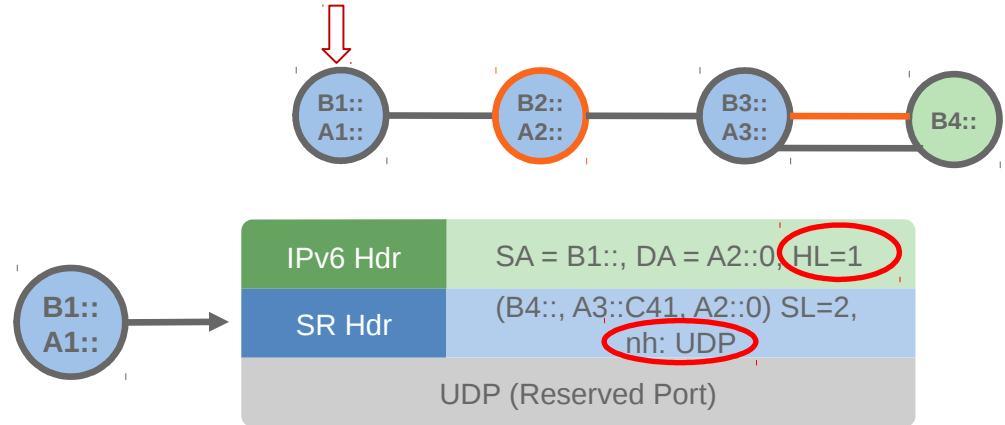 B1::
A1::
B2::
A2::
B3::
A3::
B4::
IPv6 Hdr
SA = B1::, DA = A2::0, HL=1
B1::
A1::
SR Hdr
(B4::, A3::C41, A2::0) SL=2,
nh: UDP
UDP (Reserved Port)